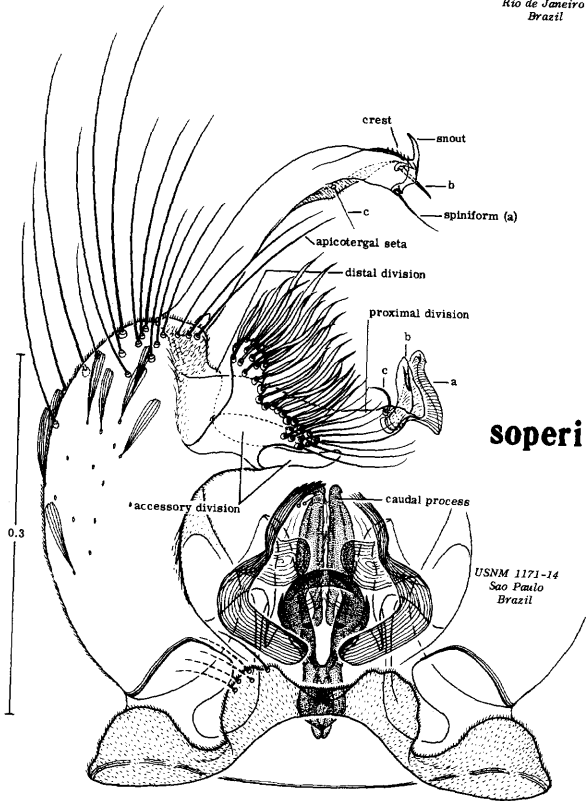 Rio de Janeiro
Brazil
crest
snout
b
spiniform (a)
c
apicotergal seta
distal division
proximal division
b
c
a
soperi
accessory division
caudal process
0.3
USNM 1171-14
Sao Paulo
Brazil